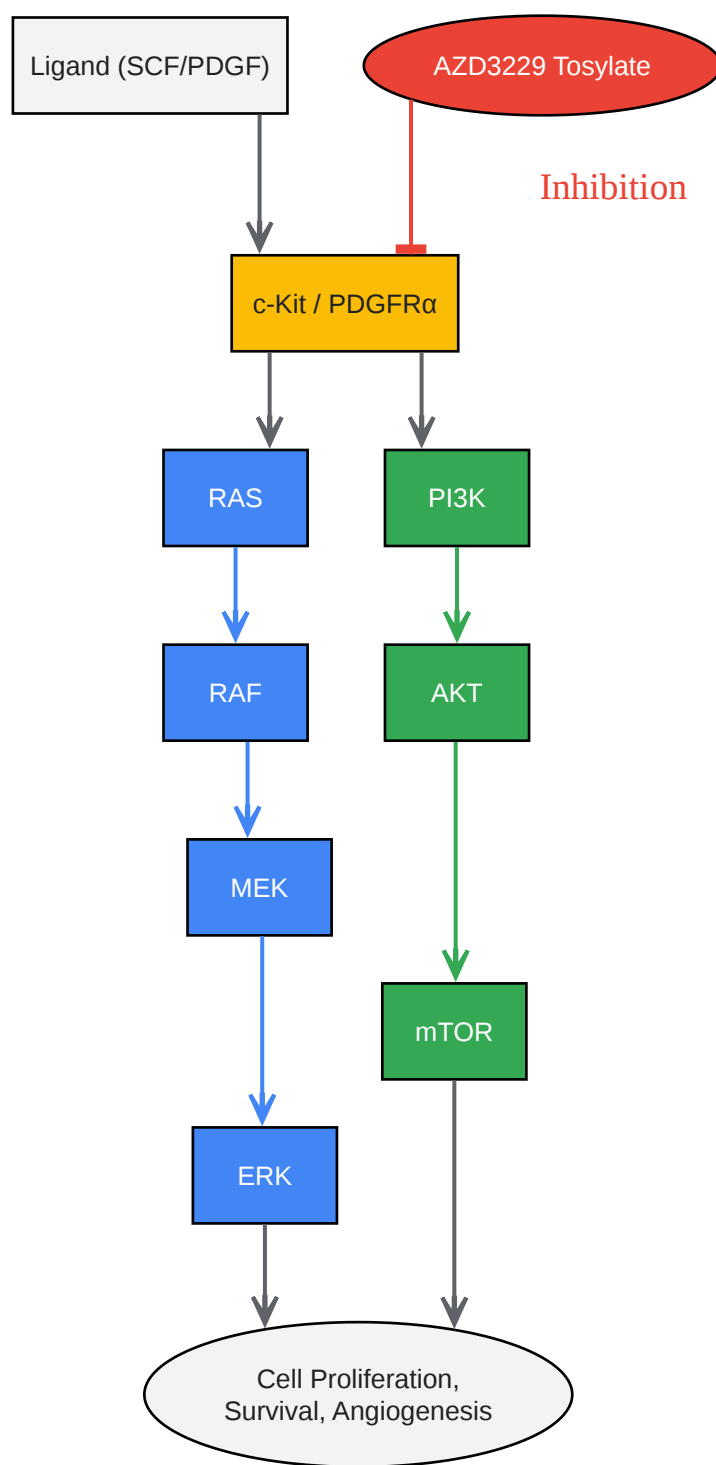 Ligand (SCF/PDGF)
AZD3229 Tosylate
Inhibition
c-Kit / PDGFRα
RAS
PI3K
RAF
AKT
MEK
mTOR
ERK
Cell Proliferation,
Survival, Angiogenesis